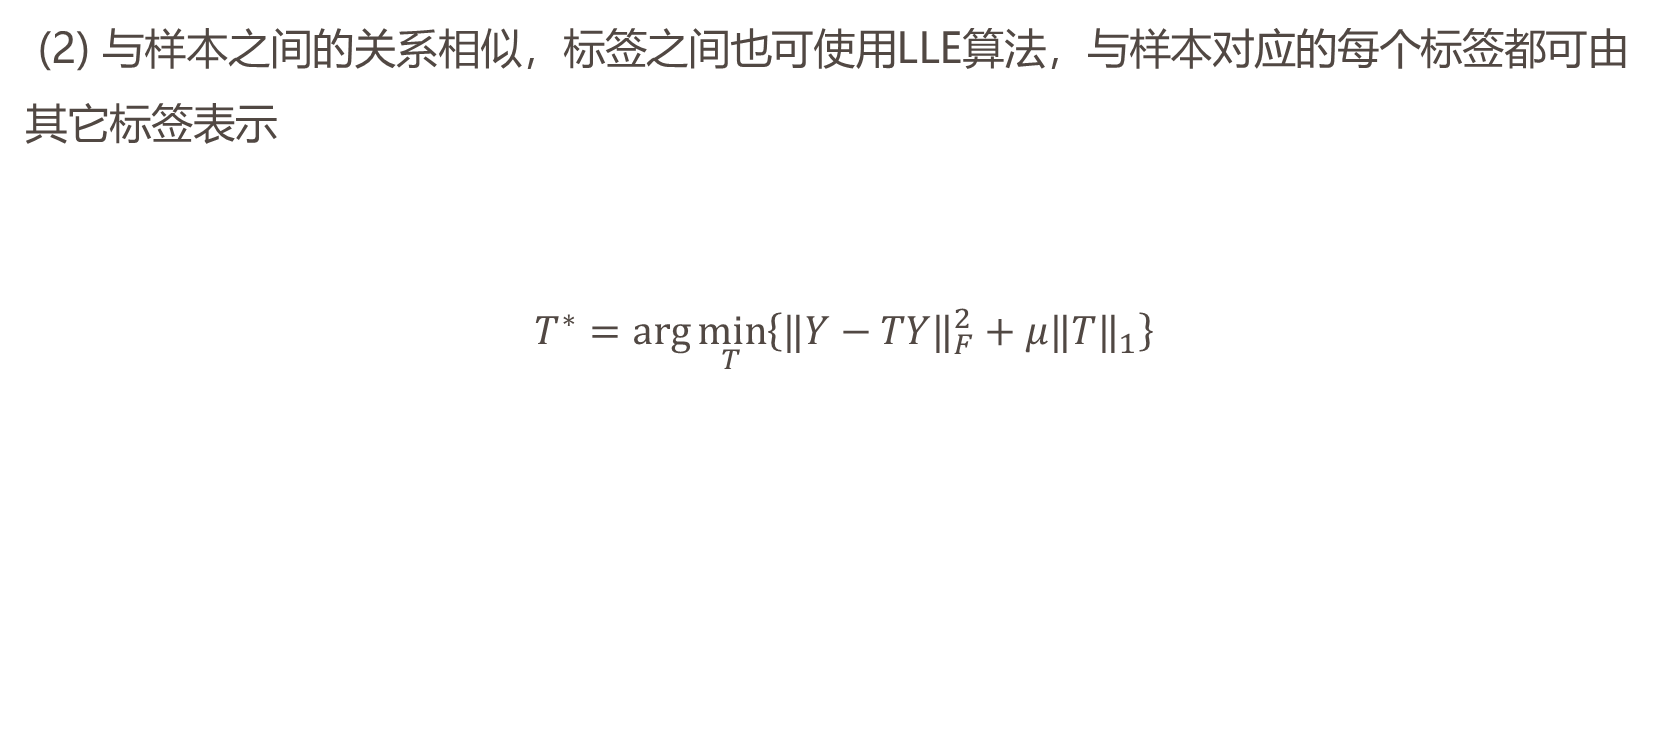 (2) 与样本之间的关系相似，标签之间也可使用LLE算法，与样本对应的每个标签都可由
其它标签表示
T* = arg min_T{‖Y − TY‖_F^2 + μ‖T‖_1}